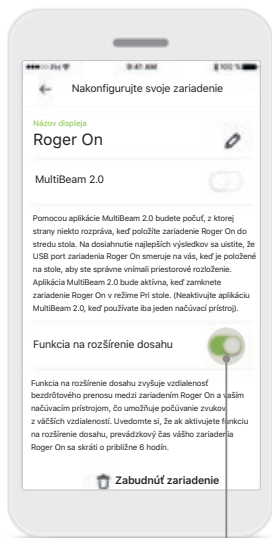 9:41 AM
100 %
Nakonfigurujte svoje zariadenie
Názov displeja
Roger On
MultiBeam 2.0
Pomocou aplikácie MultiBeam 2.0 budete počuť, z ktorej
strany niekto rozpráva, keď položíte zariadenie Roger On do
stredu stola. Na dosiahnutie najlepších výsledkov sa uistite, že
USB port zariadenia Roger On smeruje na vás, keď je položené
na stole, aby ste správne vnímali priestorové rozloženie.
Aplikácia MultiBeam 2.0 bude aktívna, keď zamknete
zariadenie Roger On v režime Pri stole. (Neaktivujte aplikáciu
MultiBeam 2.0, keď používate iba jeden načúvací prístroj).
Funkcia na rozšírenie dosahu
Funkcia na rozšírenie dosahu zvyšuje vzdialenosť
bezdrôtového prenosu medzi zariadením Roger On a vaším
načúvacím prístrojom, čo umožňuje počúvanie zvukov
z väčších vzdialeností. Uvedomte si, že ak aktivujete funkciu
na rozšírenie dosahu, prevádzkový čas vášho zariadenia
Roger On sa skráti o približne 6 hodín.
Zabudnúť zariadenie